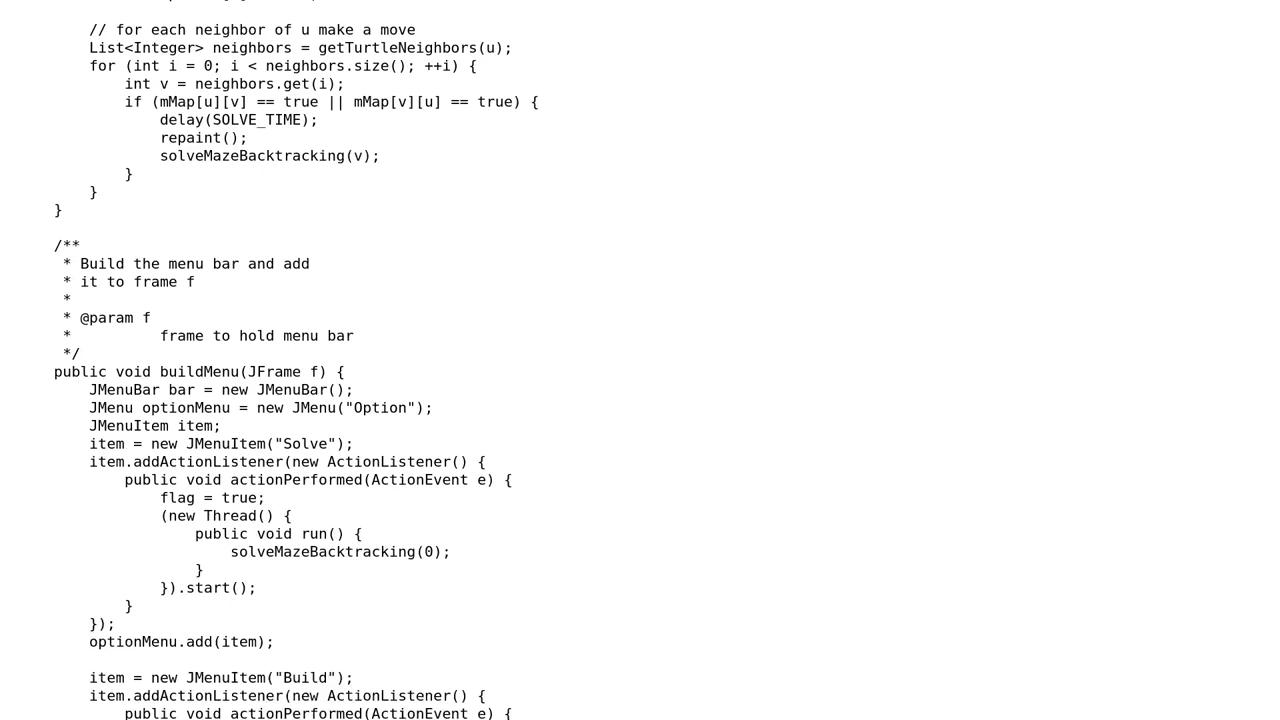 // for each neighbor of u make a move
List<Integer> neighbors = getTurtleNeighbors(u);
for (int i = 0; i < neighbors.size(); ++i) {
int v = neighbors.get(i);
if (mMap[u][v] == true || mMap[v][u] == true) {
delay(SOLVE_TIME);
repaint();
solveMazeBacktracking(v);
}
}
}
/**
* Build the menu bar and add
* it to frame f
*
* @param f
*          frame to hold menu bar
*/
public void buildMenu(JFrame f) {
JMenuBar bar = new JMenuBar();
JMenu optionMenu = new JMenu("Option");
JMenuItem item;
item = new JMenuItem("Solve");
item.addActionListener(new ActionListener() {
public void actionPerformed(ActionEvent e) {
flag = true;
(new Thread() {
public void run() {
solveMazeBacktracking(0);
}
}).start();
}
});
optionMenu.add(item);
item = new JMenuItem("Build");
item.addActionListener(new ActionListener() {
public void actionPerformed(ActionEvent e) {